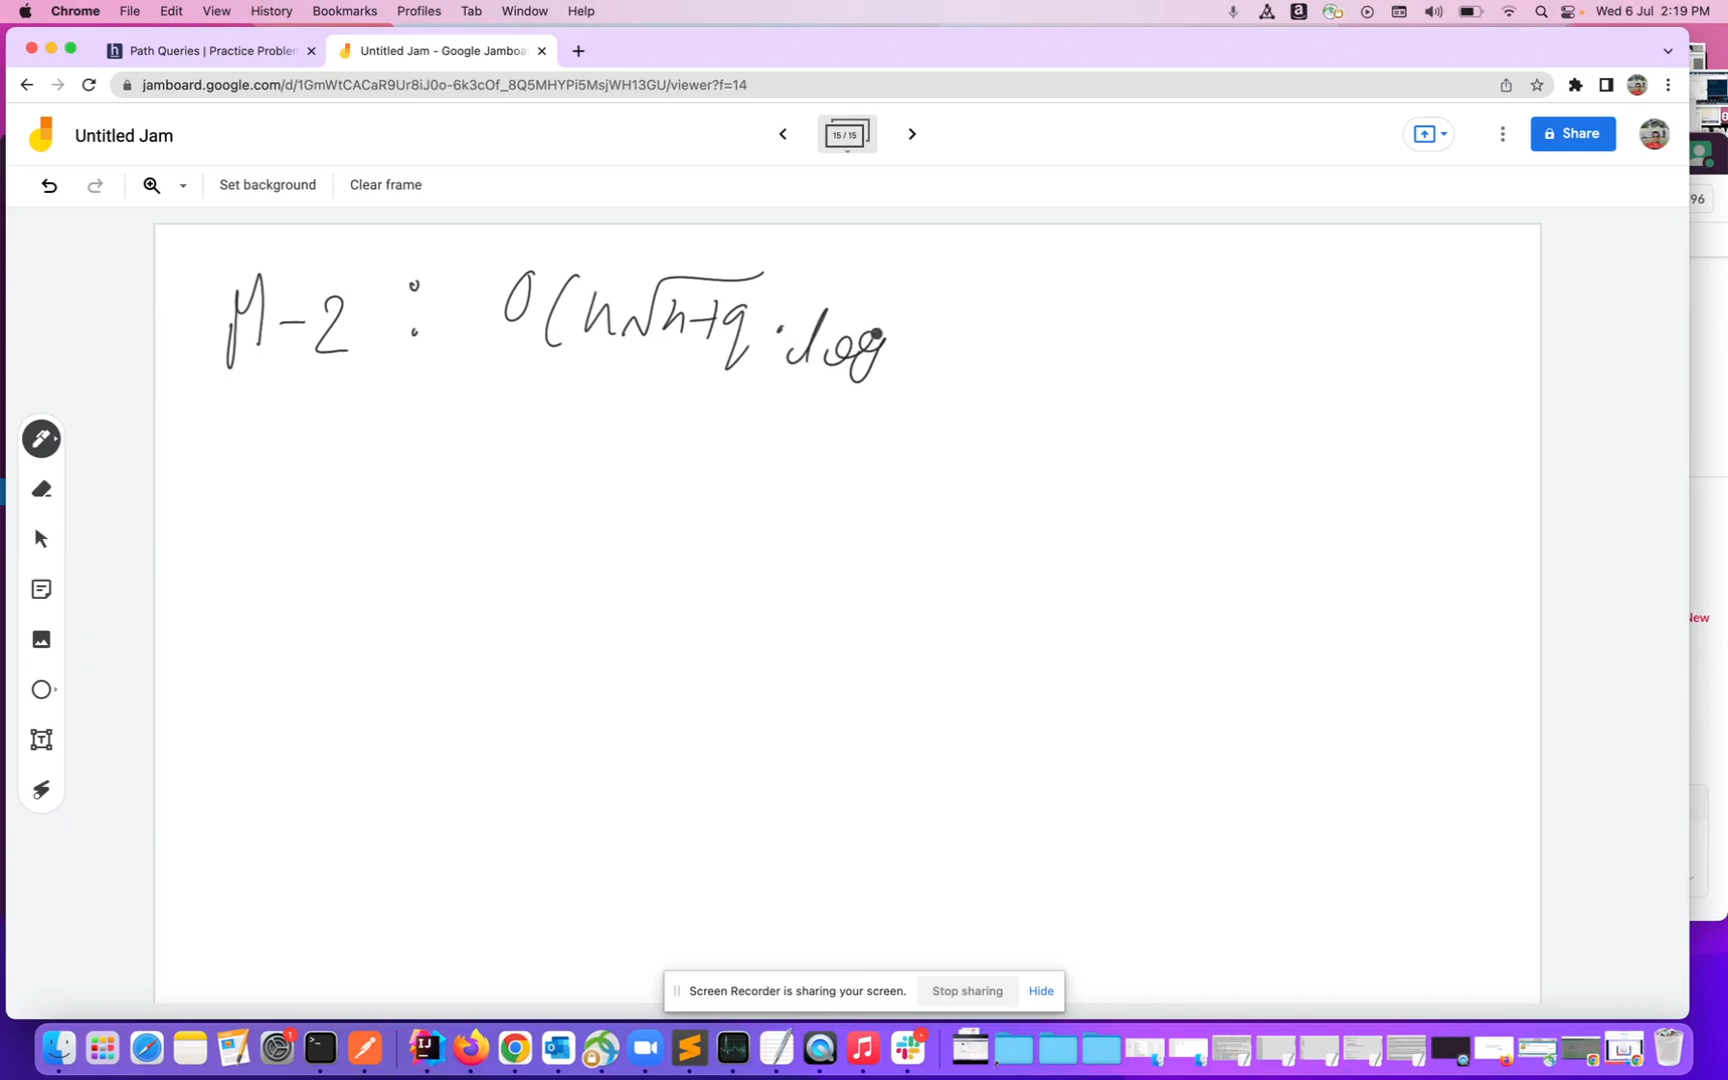 Chrome File Edit View History Bookmarks Profiles Tab Window Help Wed 6 Jul 2:19 PM
Path Queries | Practice Problem Untitled Jam - Google Jamboa
jamboard.google.com/d/1GmWtCACaR9Ur8iJ0o-6k3cOf_8Q5MHYPi5MsjWH13GU/viewer?f=14
Untitled Jam 15 / 15 Share
Set background Clear frame
96
M-2 : O(n√n+q . log
New
Screen Recorder is sharing your screen. Stop sharing Hide